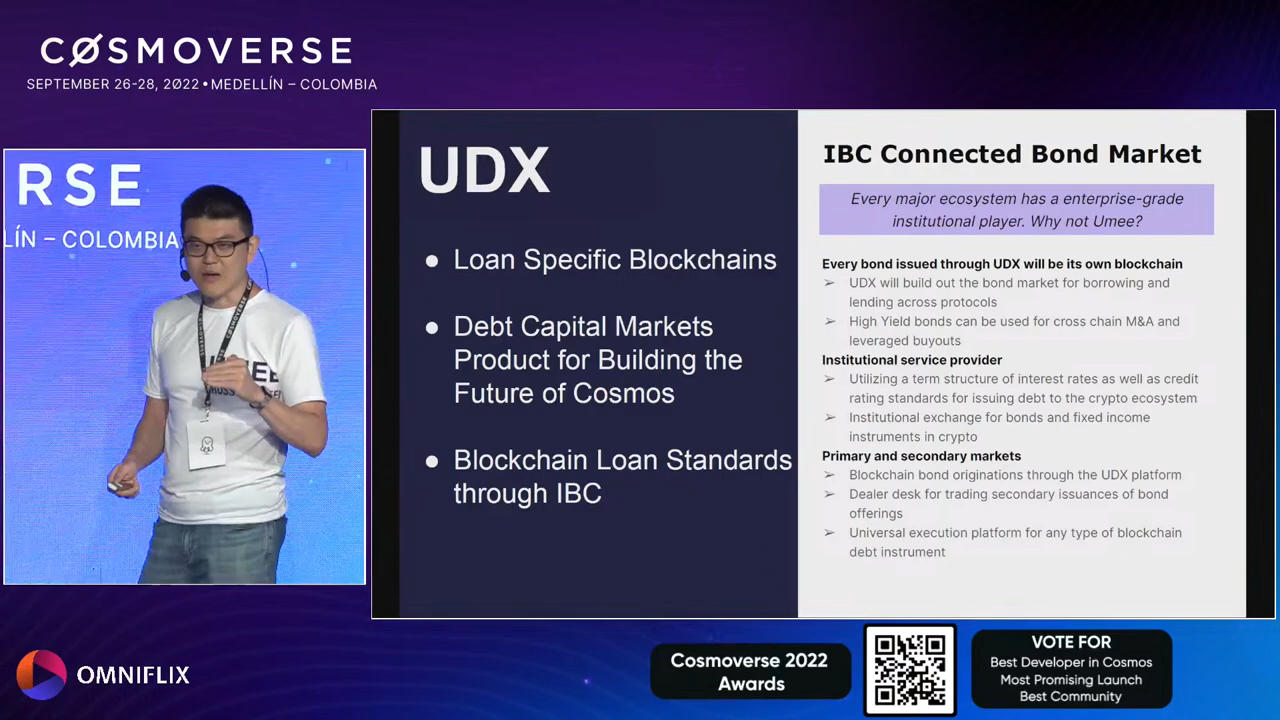 CØSMOVERSE
SEPTEMBER 26-28, 2Ø22 • MEDELLÍN – COLOMBIA
RSE
LÍN – COLOMBIA
UDX
● Loan Specific Blockchains
● Debt Capital Markets
Product for Building the
Future of Cosmos
● Blockchain Loan Standards
through IBC
IBC Connected Bond Market
Every major ecosystem has a enterprise-grade
institutional player. Why not Umee?
Every bond issued through UDX will be its own blockchain
➢ UDX will build out the bond market for borrowing and
lending across protocols
➢ High Yield bonds can be used for cross chain M&A and
leveraged buyouts
Institutional service provider
➢ Utilizing a term structure of interest rates as well as credit
rating standards for issuing debt to the crypto ecosystem
➢ Institutional exchange for bonds and fixed income
instruments in crypto
Primary and secondary markets
➢ Blockchain bond originations through the UDX platform
➢ Dealer desk for trading secondary issuances of bond
offerings
➢ Universal execution platform for any type of blockchain
debt instrument
OMNIFLIX
Cosmoverse 2022
Awards
VOTE FOR
Best Developer in Cosmos
Most Promising Launch
Best Community